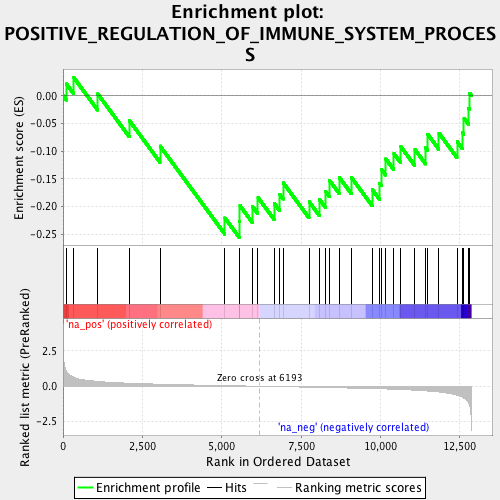 Enrichment plot:
POSITIVE_REGULATION_OF_IMMUNE_SYSTEM_PROCES
S
Enrichment score (ES)
0.00
-0.05
-0.10
-0.15
-0.20
-0.25
'na_pos' (positively correlated)
Ranked list metric (PreRanked)
2.5
0.0
-2.5
Zero cross at 6193
'na_neg' (negatively correlated)
0
2,500
5,000
7,500
10,000
12,500
Rank in Ordered Dataset
Enrichment profile
Hits
Ranking metric scores